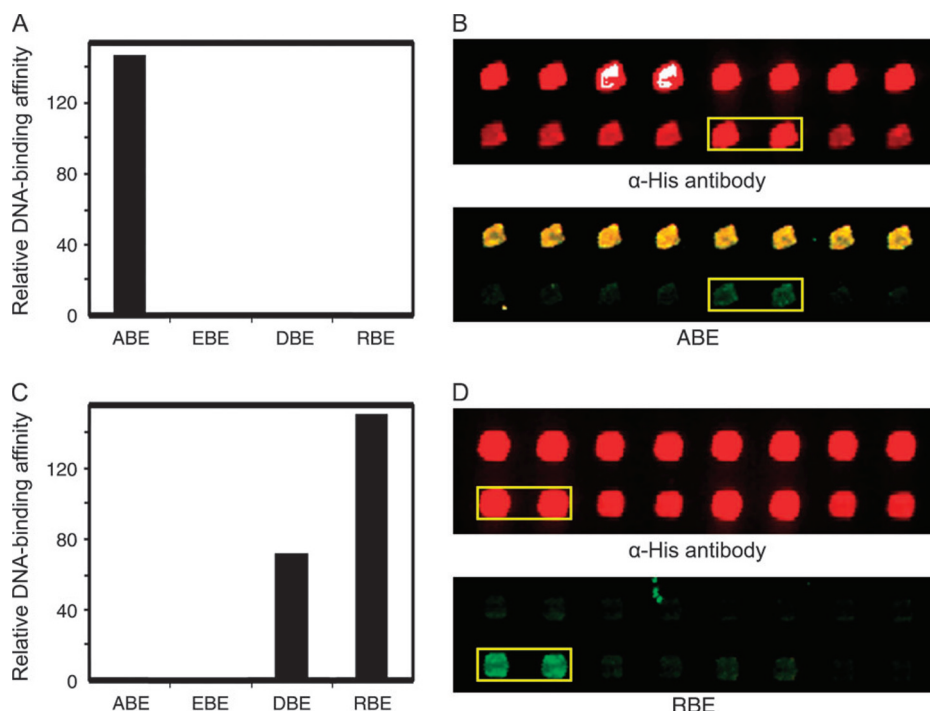 A
Relative DNA-binding affinity
120
80
40
0
ABE EBE DBE RBE
B
α-His antibody
ABE
C
Relative DNA-binding affinity
120
80
40
0
ABE EBE DBE RBE
D
α-His antibody
RBE